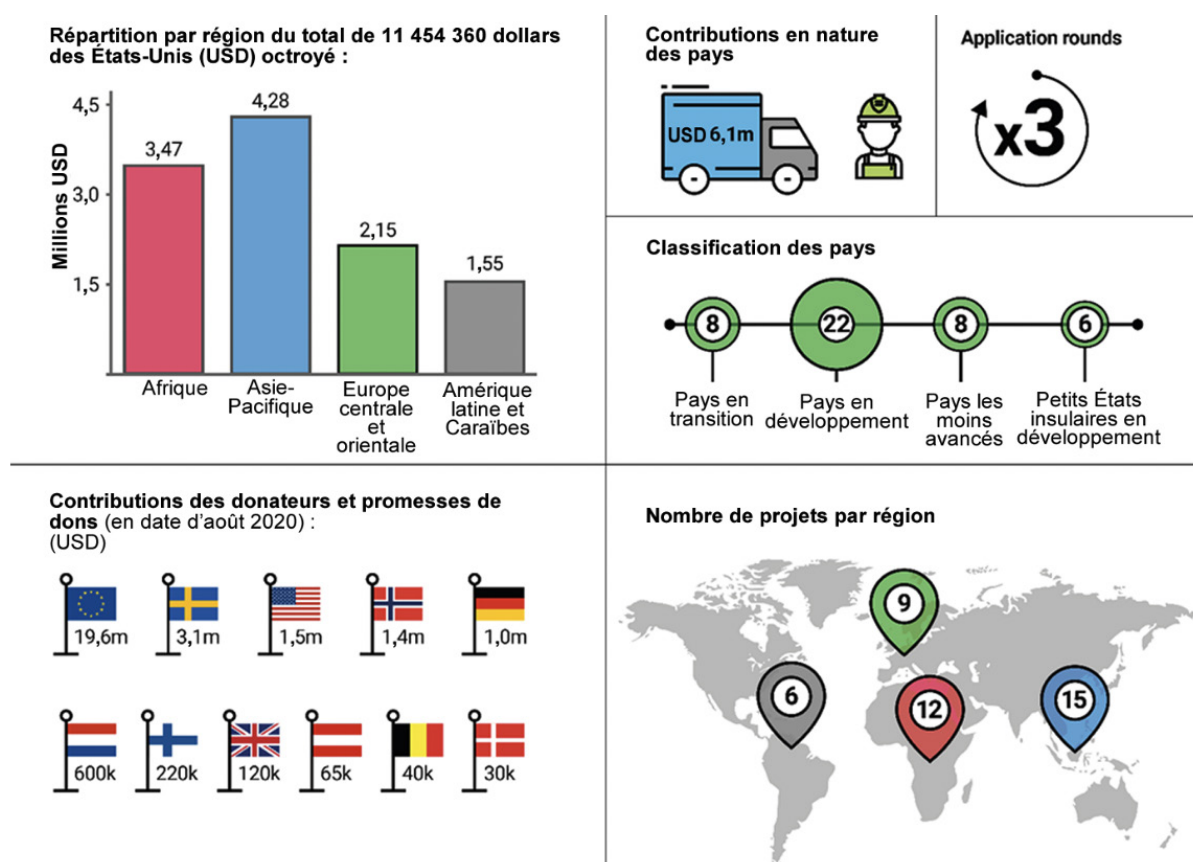 Répartition par région du total de 11 454 360 dollars
des États-Unis (USD) octroyé :
Millions USD
4,5
3,0
1,5
3,47
4,28
2,15
1,55
Afrique
Asie-
Pacifique
Europe
centrale
et
orientale
Amérique
latine et
Caraïbes
Contributions en nature
des pays
USD 6,1m
Application rounds
x3
Classification des pays
8
22
8
6
Pays en
transition
Pays en
développement
Pays les
moins
avancés
Petits États
insulaires en
développement
Contributions des donateurs et promesses de
dons (en date d'août 2020) :
(USD)
19,6m
3,1m
1,5m
1,4m
1,0m
600k
220k
120k
65k
40k
30k
Nombre de projets par région
9
6
12
15